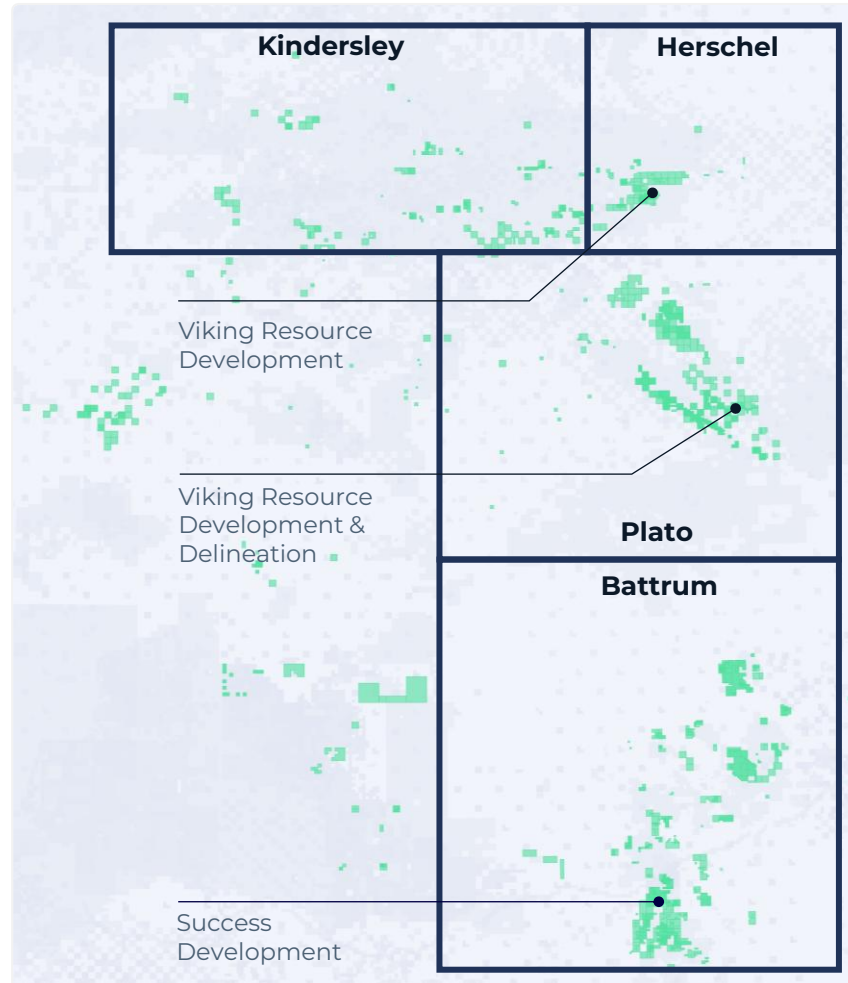 Kindersley
Herschel
Viking Resource
Development
Viking Resource
Development &
Delineation
Plato
Battrum
Success
Development